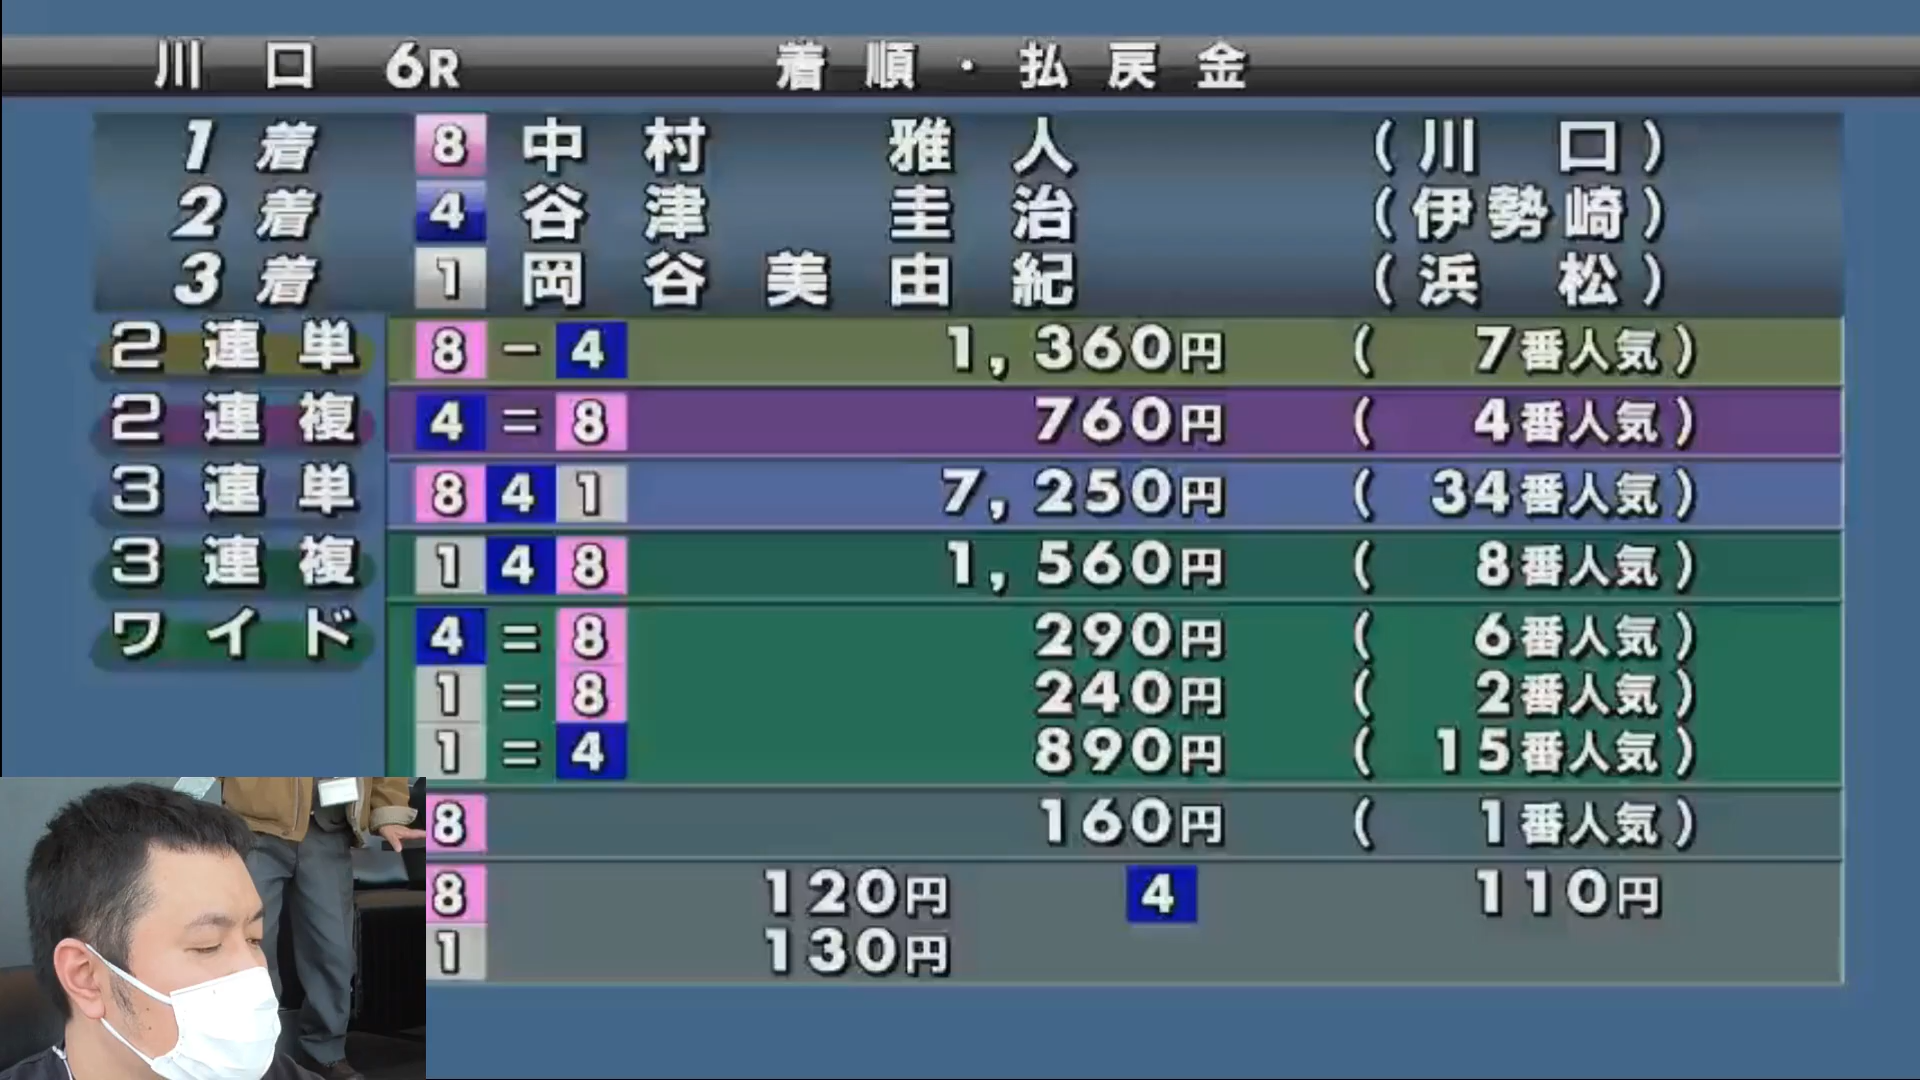 川口 6R 着順・払戻金
1着 8 中村 雅人 (川口)
2着 4 谷津 圭治 (伊勢崎)
3着 1 岡谷美由紀 (浜松)
2連単 8-4 1,360円 (7番人気)
2連複 4=8 760円 (4番人気)
3連単 8 4 1 7,250円 (34番人気)
3連複 1 4 8 1,560円 (8番人気)
ワイド 4=8 290円 (6番人気)
1=8 240円 (2番人気)
1=4 890円 (15番人気)
8 160円 (1番人気)
8 120円 4 110円
1 130円